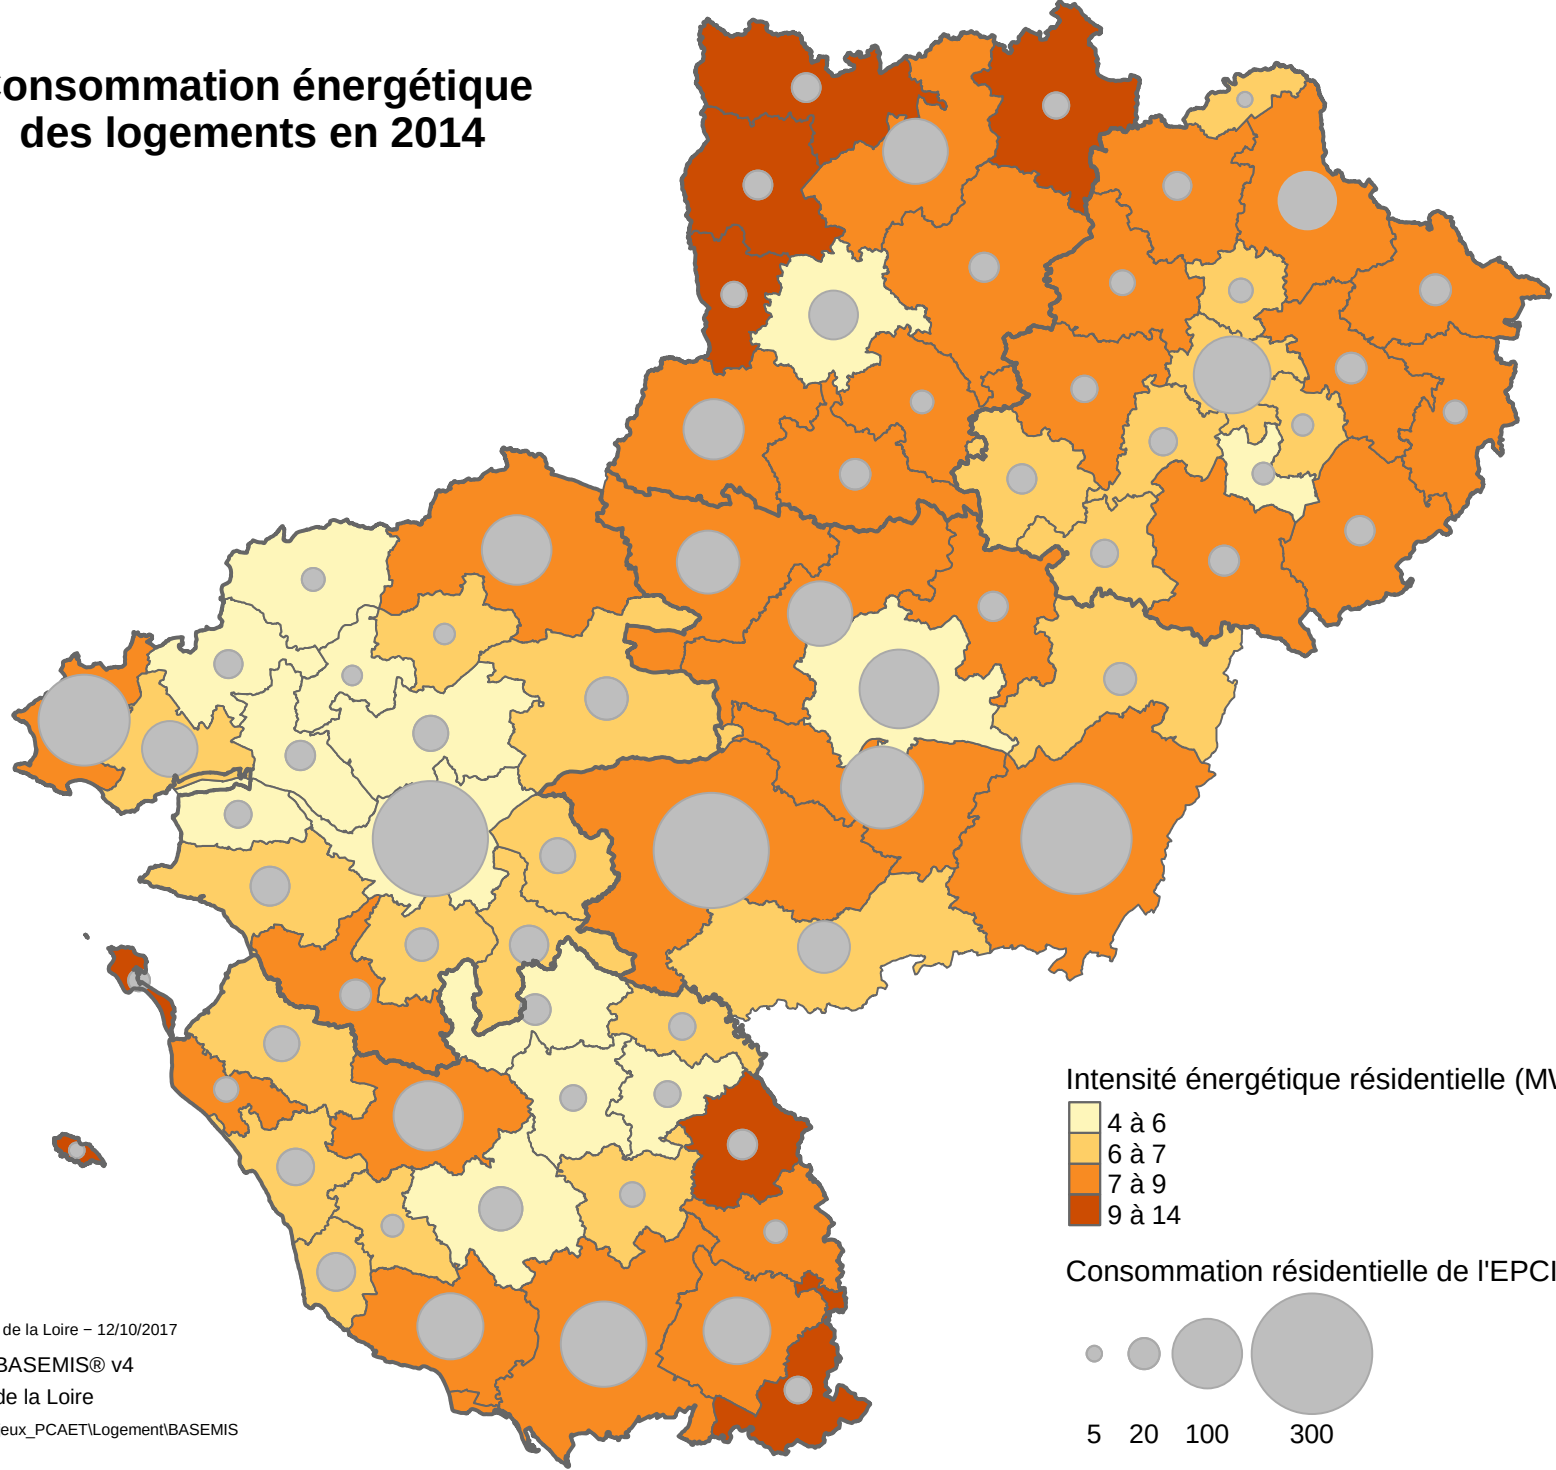 onsommation énergétique
des logements en 2014
Intensité énergétique résidentielle
4 à 6
6 à 7
7 à 9
9 à 14
Consommation résidentielle de l'EPCI
5 20 100 300
de la Loire − 12/10/2017
BASEMIS® v4
de la Loire
eux_PCAET\Logement\BASEMIS